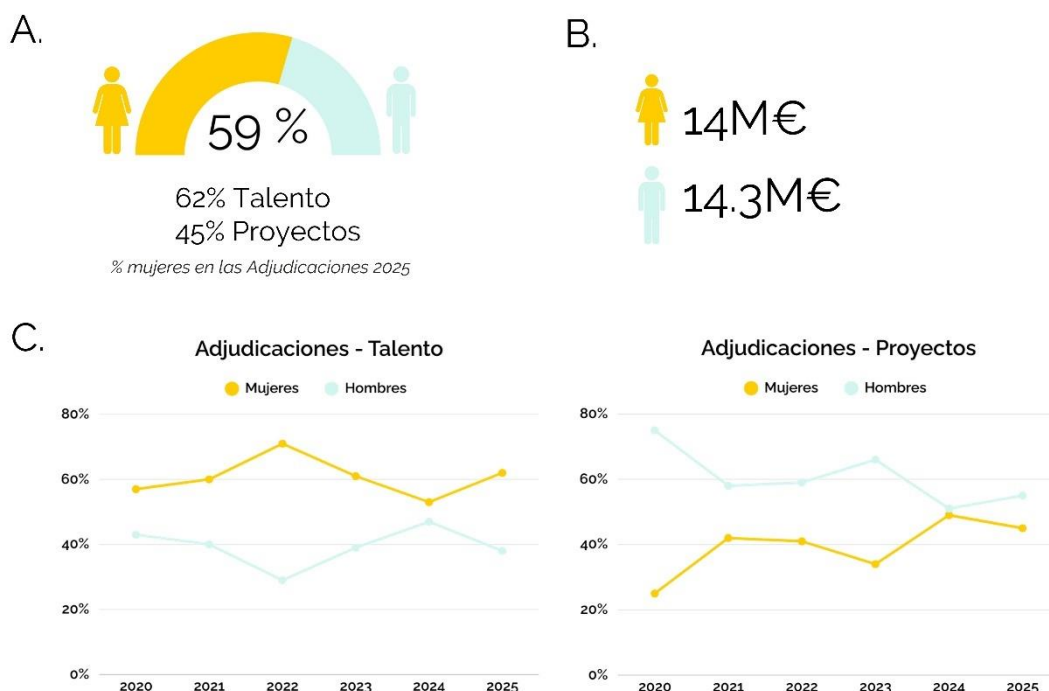 A.
59 %
62% Talento
45% Proyectos
% mujeres en las Adjudicaciones 2025
B.
14M€
14.3M€
C.
Adjudicaciones - Talento
Mujeres Hombres
80%
60%
40%
20%
0%
2020 2021 2022 2023 2024 2025
Adjudicaciones - Proyectos
Mujeres Hombres
80%
60%
40%
20%
0%
2020 2021 2022 2023 2024 2025